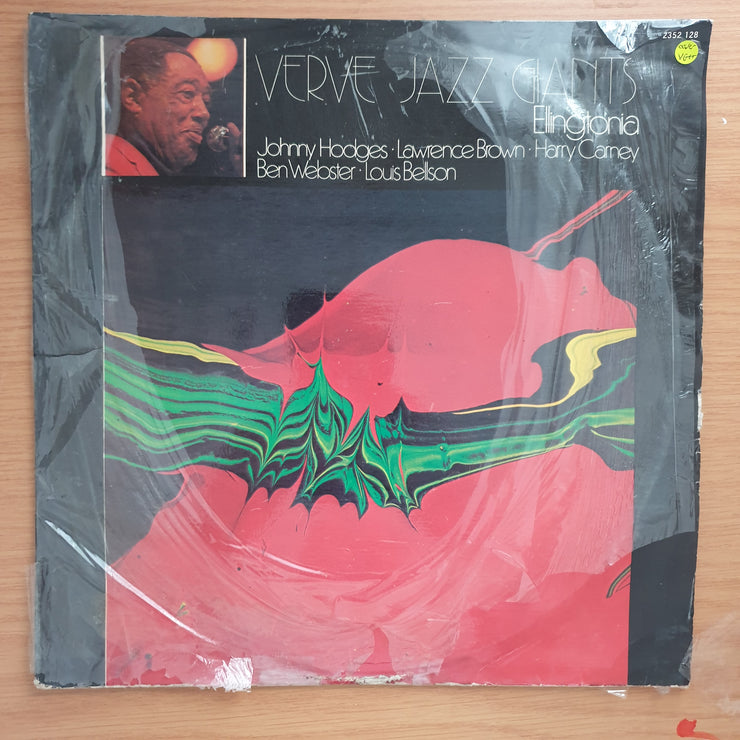 2352 128
VERVE JAZZ GIANTS
Ellingtonia
Johnny Hodges · Lawrence Brown · Harry Carney
Ben Webster · Louis Bellson